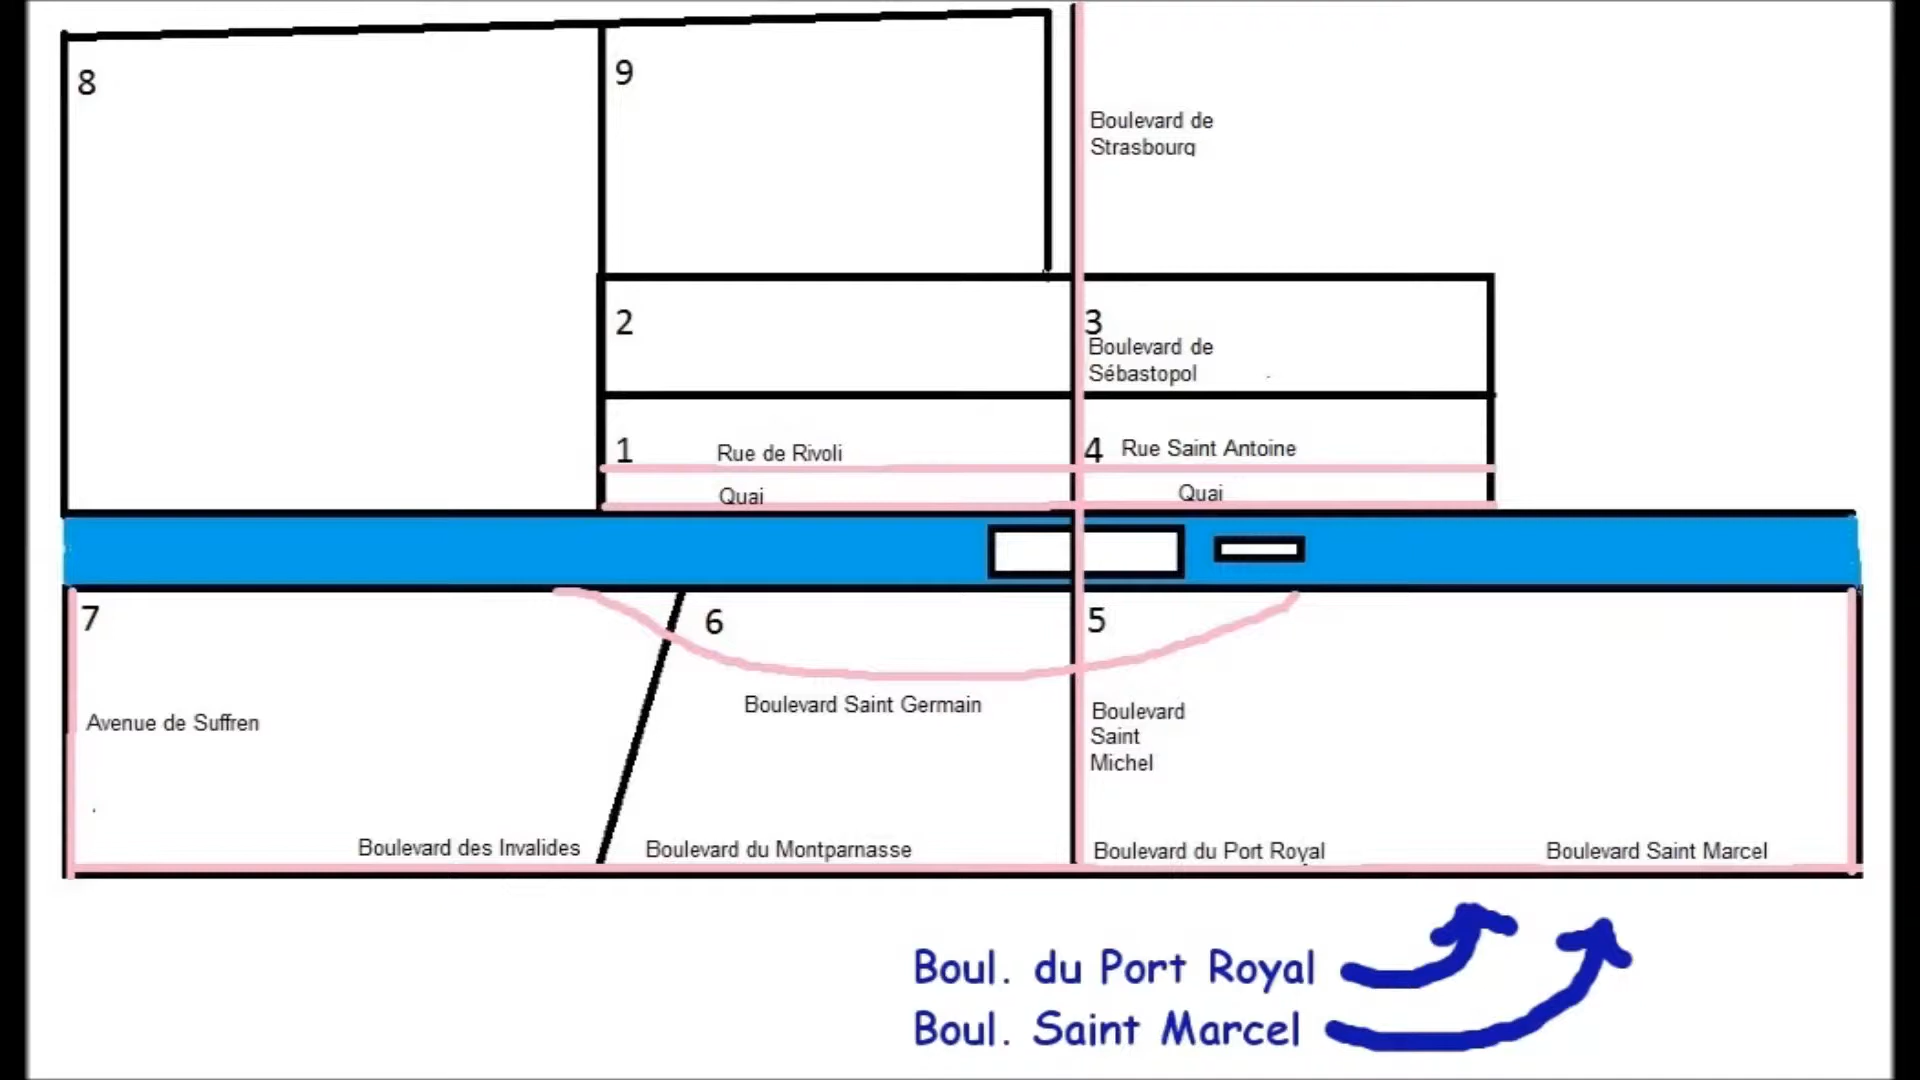 8
9
Boulevard de
Strasbourg
2
3
Boulevard de
Sébastopol
1
Rue de Rivoli
4
Rue Saint Antoine
Quai
Quai
7
6
5
Avenue de Suffren
Boulevard Saint Germain
Boulevard
Saint
Michel
Boulevard des Invalides
Boulevard du Montparnasse
Boulevard du Port Royal
Boulevard Saint Marcel
Boul. du Port Royal
Boul. Saint Marcel